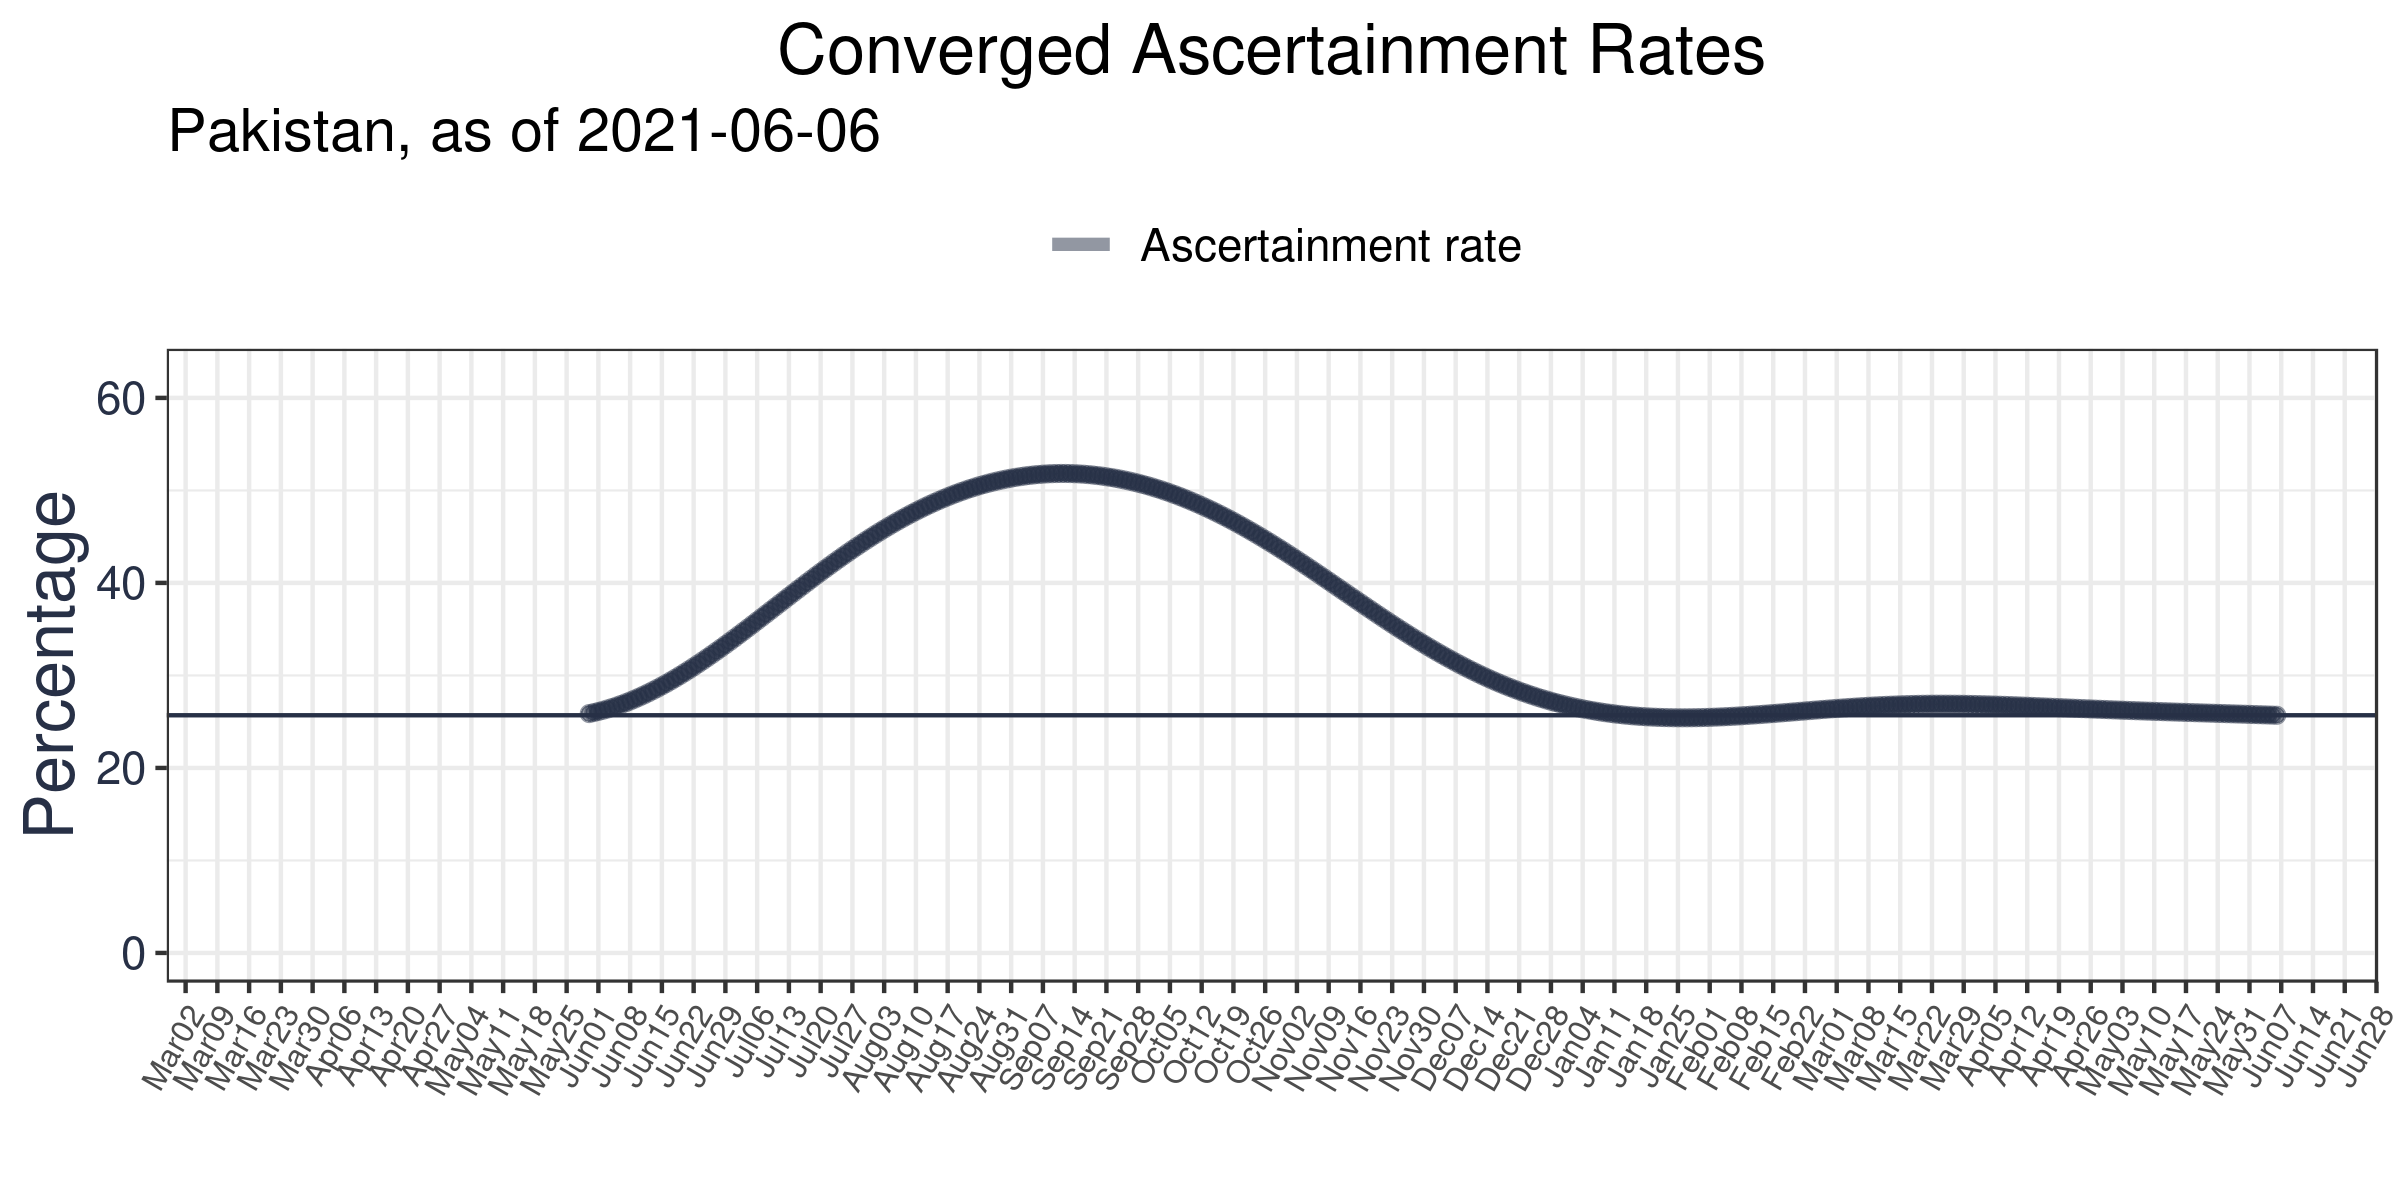 Converged Ascertainment Rates
Pakistan, as of 2021-06-06
Ascertainment rate
Percentage
60
40
20
0
Mar02
Mar09
Mar16
Mar23
Mar30
Apr06
Apr13
Apr20
Apr27
May04
May11
May18
May25
Jun01
Jun08
Jun15
Jun22
Jun29
Jul06
Jul13
Jul20
Jul27
Aug03
Aug10
Aug17
Aug24
Aug31
Sep07
Sep14
Sep21
Sep28
Oct05
Oct12
Oct19
Oct26
Nov02
Nov09
Nov16
Nov23
Nov30
Dec07
Dec14
Dec21
Dec28
Jan04
Jan11
Jan18
Jan25
Feb01
Feb08
Feb15
Feb22
Mar01
Mar08
Mar15
Mar22
Mar29
Apr05
Apr12
Apr19
Apr26
May03
May10
May17
May24
May31
Jun07
Jun14
Jun21
Jun28